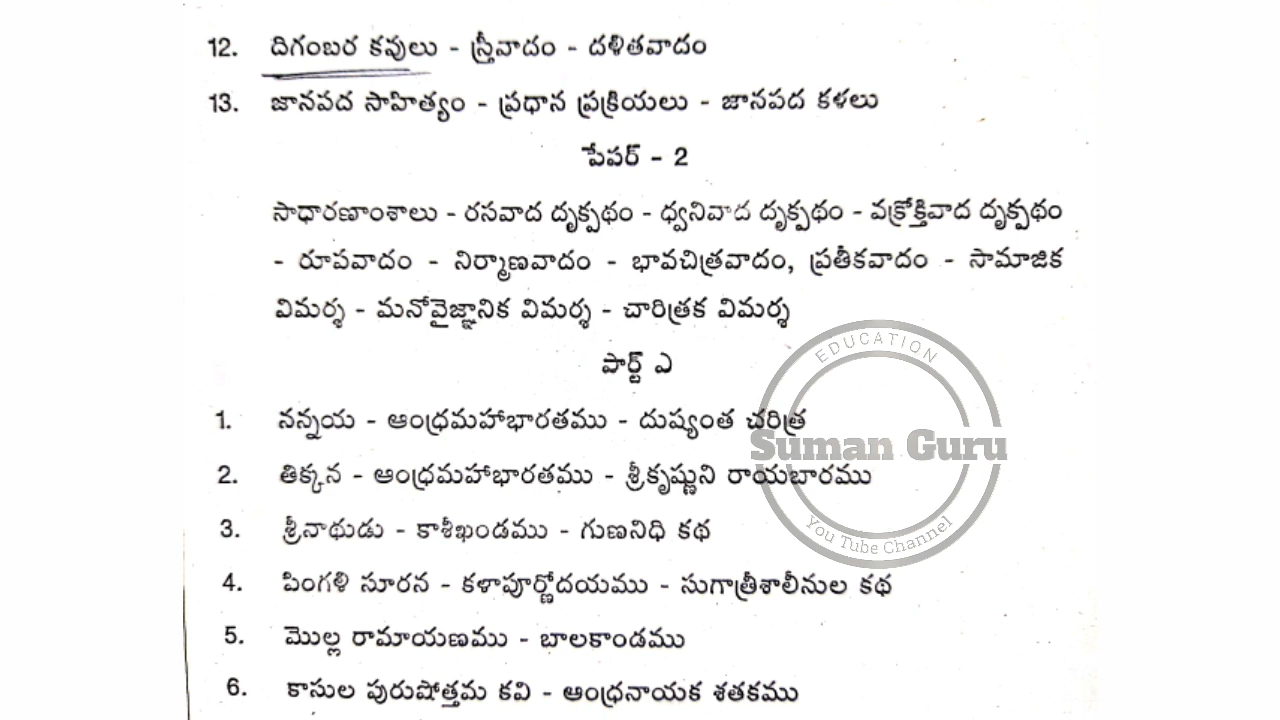 12. దిగంబర కవులు - స్త్రీవాదం - దళితవాదం
13. జానపద సాహిత్యం - ప్రధాన ప్రక్రియలు - జానపద కళలు
పేపర్ - 2
సాధారణాంశాలు - రసవాద దృక్పథం - ధ్వనివాద దృక్పథం - వక్రోక్తివాద దృక్పథం
- రూపవాదం - నిర్మాణవాదం - భావచిత్రవాదం, ప్రతీకవాదం - సామాజిక
విమర్శ - మనోవైజ్ఞానిక విమర్శ - చారిత్రక విమర్శ
పార్ట్ ఎ
1. నన్నయ - ఆంధ్రమహాభారతము - దుష్యంత చరిత్ర
2. తిక్కన - ఆంధ్రమహాభారతము - శ్రీకృష్ణుని రాయబారము
3. శ్రీనాథుడు - కాశీఖండము - గుణనిధి కథ
4. పింగళి సూరన - కళాపూర్ణోదయము - సుగాత్రీశాలీనుల కథ
5. మొల్ల రామాయణము - బాలకాండము
6. కాసుల పురుషోత్తమ కవి - ఆంధ్రనాయక శతకము
EDUCATION
Suman Guru
You Tube Channel